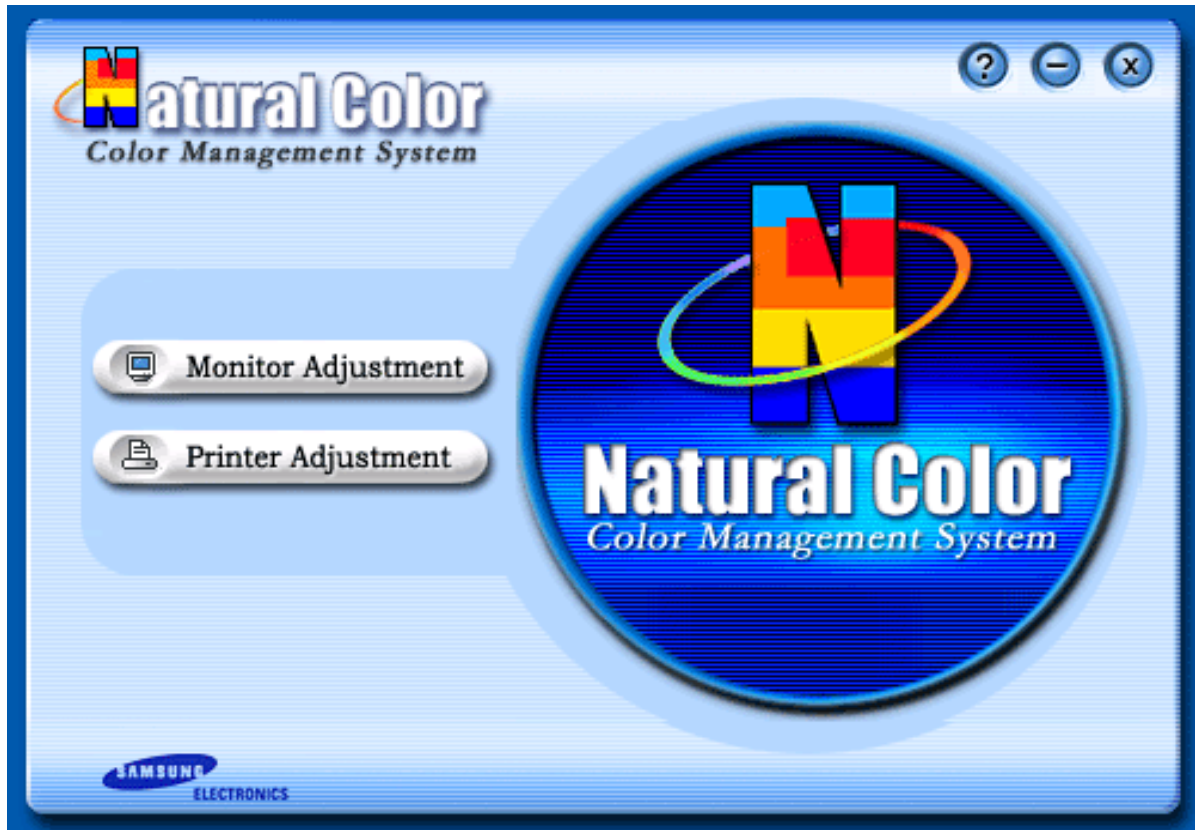 Natural Color
Color Management System
?
x
Monitor Adjustment
Printer Adjustment
N
Natural Color
Color Management System
SAMSUNG
ELECTRONICS